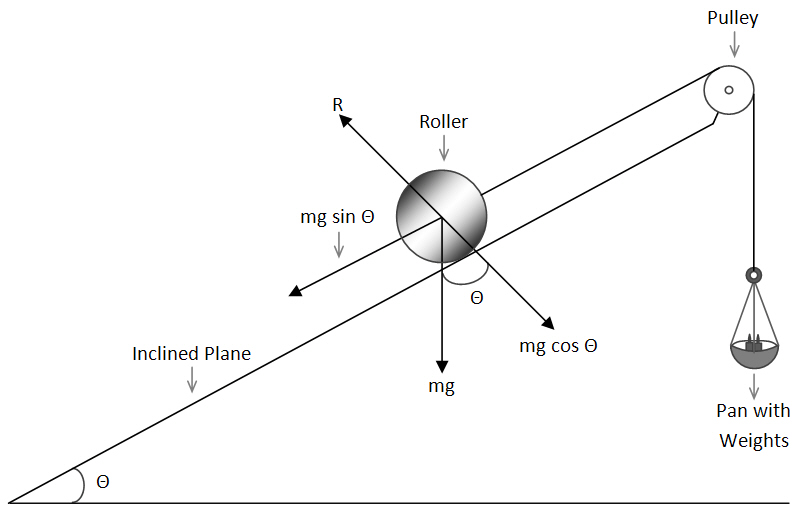 Pulley
R
Roller
mg sin Θ
Θ
mg cos Θ
Inclined Plane
mg
Pan with
Weights
Θ